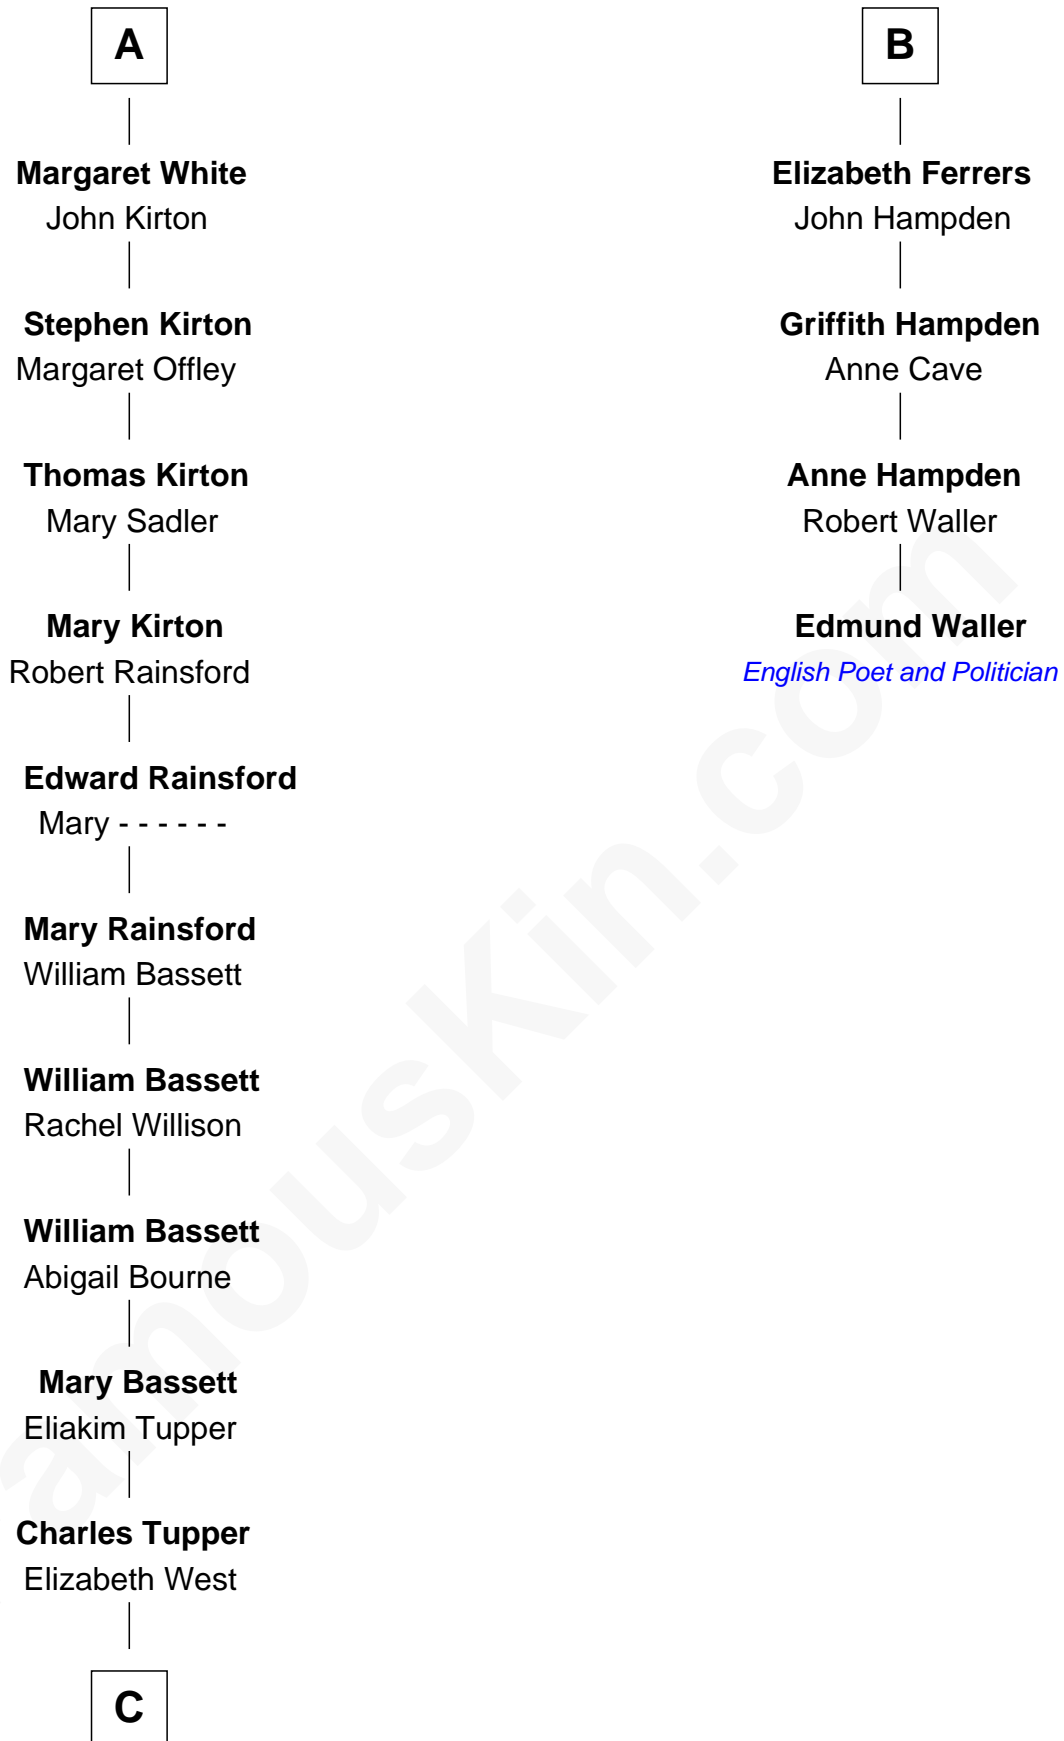 A
Margaret White
John Kirton
Stephen Kirton
Margaret Offley
Thomas Kirton
Mary Sadler
Mary Kirton
Robert Rainsford
Edward Rainsford
Mary - - - - - -
Mary Rainsford
William Bassett
William Bassett
Rachel Willison
William Bassett
Abigail Bourne
Mary Bassett
Eliakim Tupper
Charles Tupper
Elizabeth West
C
B
Elizabeth Ferrers
John Hampden
Griffith Hampden
Anne Cave
Anne Hampden
Robert Waller
Edmund Waller
English Poet and Politician
amousKin.com